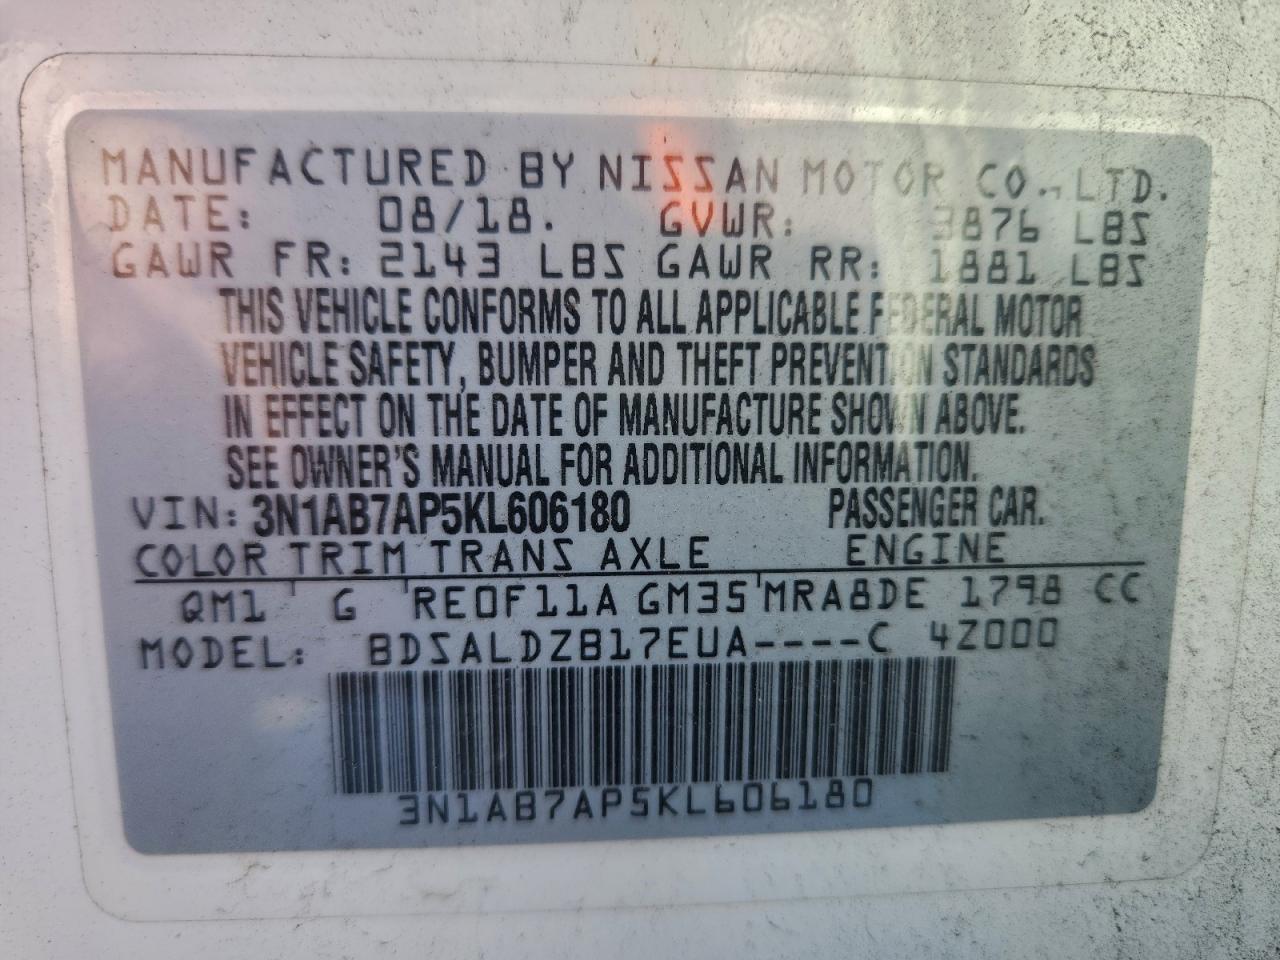 MANUFACTURED BY NISSAN MOTOR CO., LTD.
DATE: 08/18. GVWR: 3876 LBS
GAWR FR: 2143 LBS GAWR RR: 1881 LBS
THIS VEHICLE CONFORMS TO ALL APPLICABLE FEDERAL MOTOR
VEHICLE SAFETY, BUMPER AND THEFT PREVENTION STANDARDS
IN EFFECT ON THE DATE OF MANUFACTURE SHOWN ABOVE.
SEE OWNER'S MANUAL FOR ADDITIONAL INFORMATION.
VIN: 3N1AB7AP5KL606180 PASSENGER CAR.
COLOR TRIM TRANS AXLE ENGINE
QM1 ' G 'RE0F11A GM35'MRA8DE 1798 CC
MODEL: BDSALDZB17EUA----C 4Z000
3N1AB7AP5KL606180